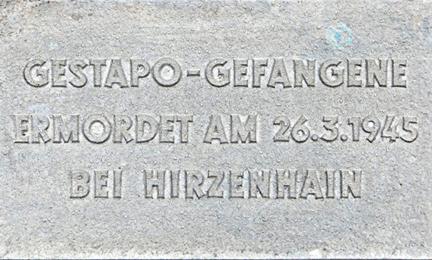 GESTAPO-GEFANGENE
ERMORDET AM 26.3.1945
BEI HIRZENHAIN